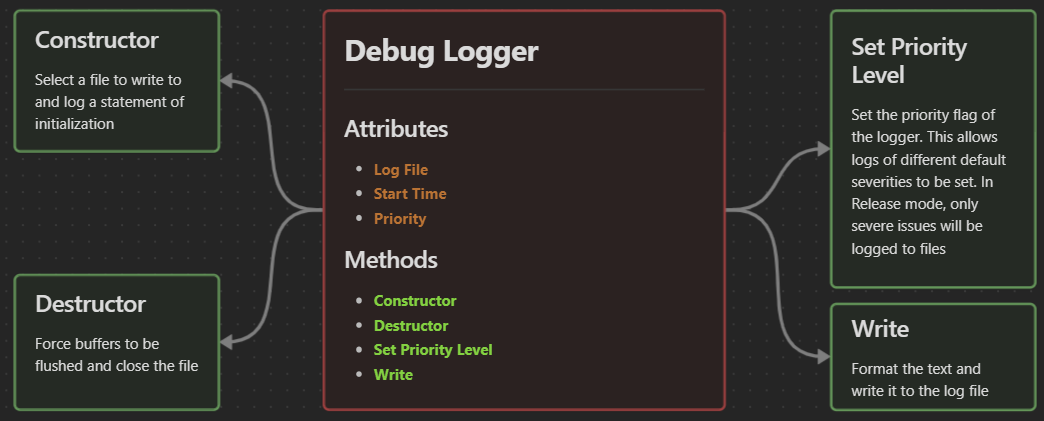 Constructor
Select a file to write to
and log a statement of
initialization
Destructor
Force buffers to be
flushed and close the file
Debug Logger
Attributes
• Log File
• Start Time
• Priority
Methods
• Constructor
• Destructor
• Set Priority Level
• Write
Set Priority
Level
Set the priority flag of
the logger. This allows
logs of different default
severities to be set. In
Release mode, only
severe issues will be
logged to files
Write
Format the text and
write it to the log file